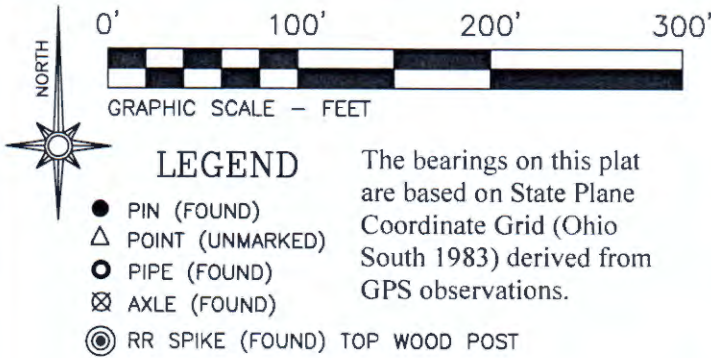 0' 100' 200' 300'
NORTH
GRAPHIC SCALE – FEET
LEGEND
PIN (FOUND)
POINT (UNMARKED)
PIPE (FOUND)
AXLE (FOUND)
RR SPIKE (FOUND) TOP WOOD POST
The bearings on this plat
are based on State Plane
Coordinate Grid (Ohio
South 1983) derived from
GPS observations.